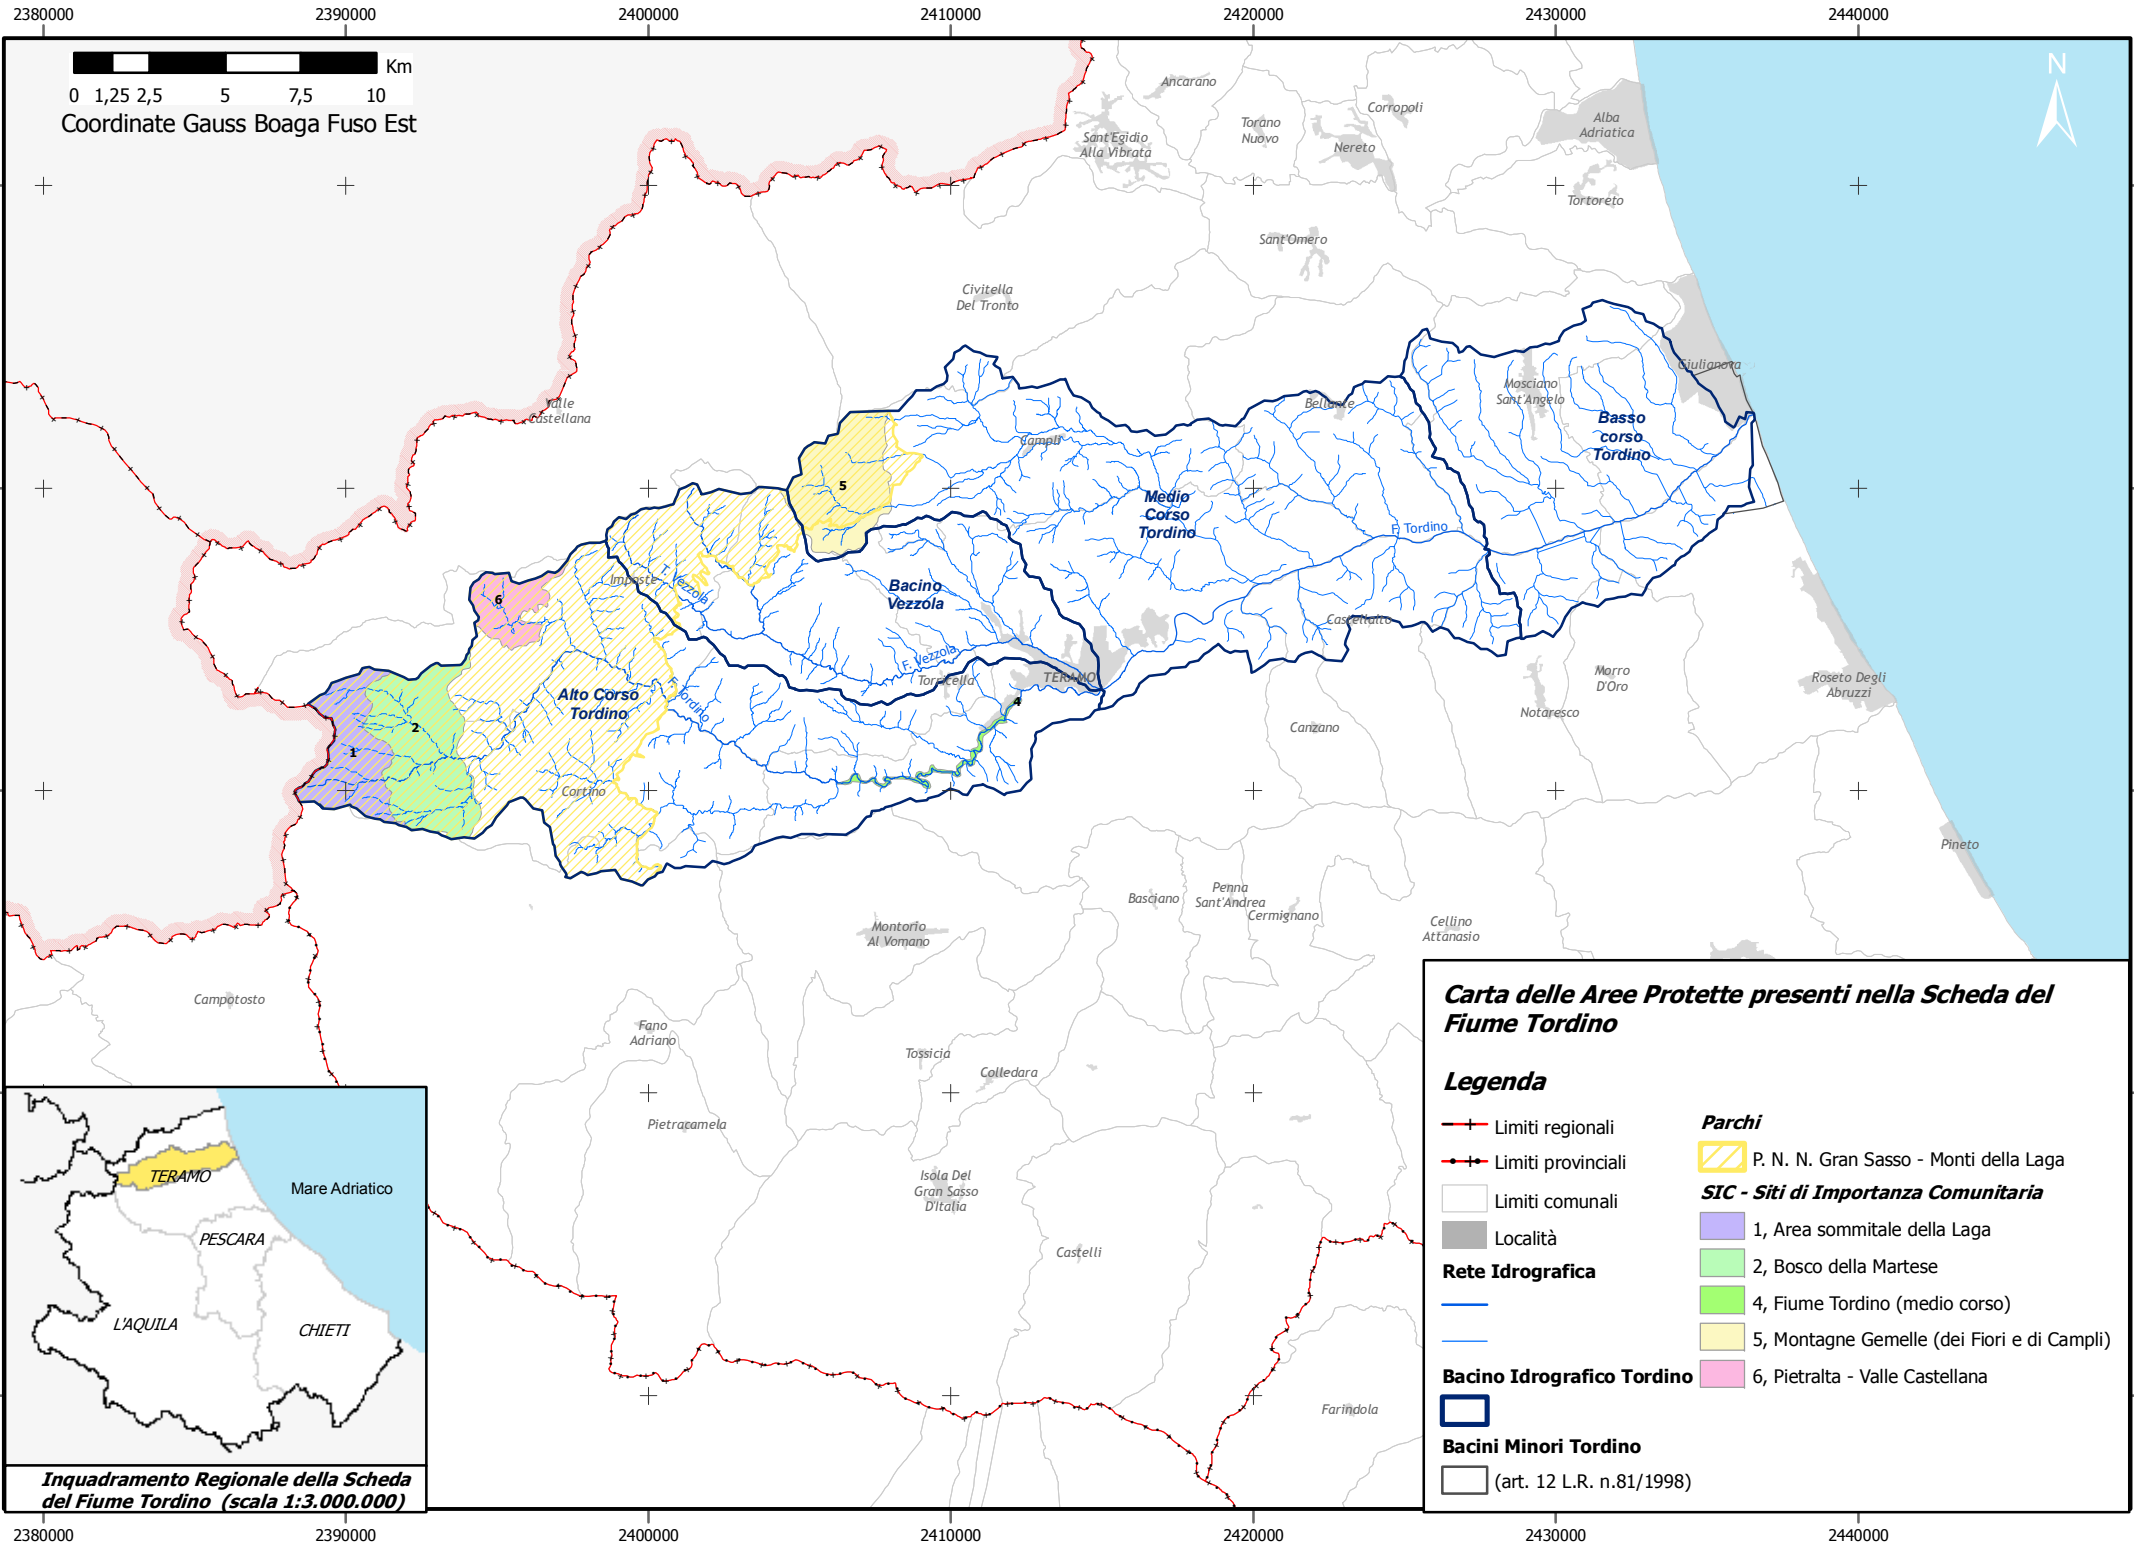 2380000 2390000 2400000 2410000 2420000 2430000 2440000
Km
0 1,25 2,5 5 7,5 10
Coordinate Gauss Boaga Fuso Est
N
Ancarano
Sant'Egidio
Alla Vibrata
Torano
Nuovo
Nereto
Corropoli
Alba
Adriatica
Tortoreto
Sant'Omero
Civitella
Del Tronto
Giulianova
Valle
Castellana
Mosciano
Sant'Angelo
Bellante
Basso
corso
Tordino
Campli
5
Medio
Corso
Tordino
F. Tordino
Imposte
T. Vezzola
Bacino
Vezzola
6
Castellalto
F. Vezzola
Torricella
TERAMO
Morro
D'Oro
Roseto Degli
Abruzzi
Notaresco
Alto Corso
Tordino
F. Tordino
4
2
1
Canzano
Cortino
Pineto
Basciano
Penna
Sant'Andrea
Cermignano
Cellino
Attanasio
Montorio
Al Vomano
Campotosto
Fano
Adriano
Tossicia
Colledara
Pietracamela
Isola Del
Gran Sasso
D'Italia
Castelli
Farindola
Carta delle Aree Protette presenti nella Scheda del
Fiume Tordino
Legenda
Limiti regionali
Limiti provinciali
Limiti comunali
Località
Rete Idrografica
Bacino Idrografico Tordino
Bacini Minori Tordino
(art. 12 L.R. n.81/1998)
Parchi
P. N. N. Gran Sasso - Monti della Laga
SIC - Siti di Importanza Comunitaria
1, Area sommitale della Laga
2, Bosco della Martese
4, Fiume Tordino (medio corso)
5, Montagne Gemelle (dei Fiori e di Campli)
6, Pietralta - Valle Castellana
TERAMO
Mare Adriatico
PESCARA
L'AQUILA
CHIETI
Inquadramento Regionale della Scheda
del Fiume Tordino (scala 1:3.000.000)
2380000 2390000 2400000 2410000 2420000 2430000 2440000